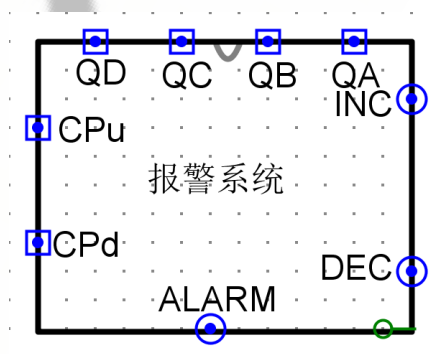 QD QC QB QA
INC
CPu
报警系统
CPd
DEC
ALARM